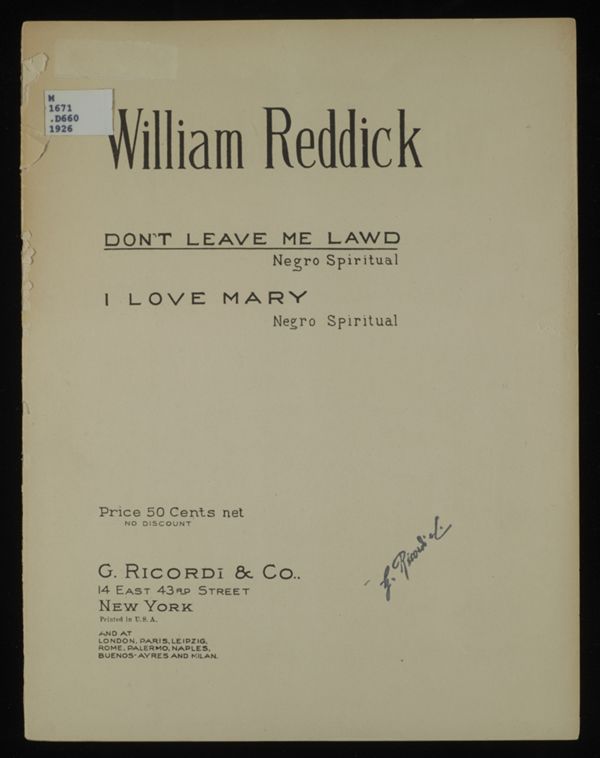 M
1671
.D660
1926
William Reddick
DON'T LEAVE ME LAWD
Negro Spiritual
I LOVE MARY
Negro Spiritual
Price 50 Cents net
NO DISCOUNT
G. RICORDI & CO..
14 EAST 43RD STREET
NEW YORK
Printed in U.S.A.
AND AT
LONDON, PARIS, LEIPZIG,
ROME, PALERMO, NAPLES,
BUENOS-AYRES AND MILAN.
G. Ricordi